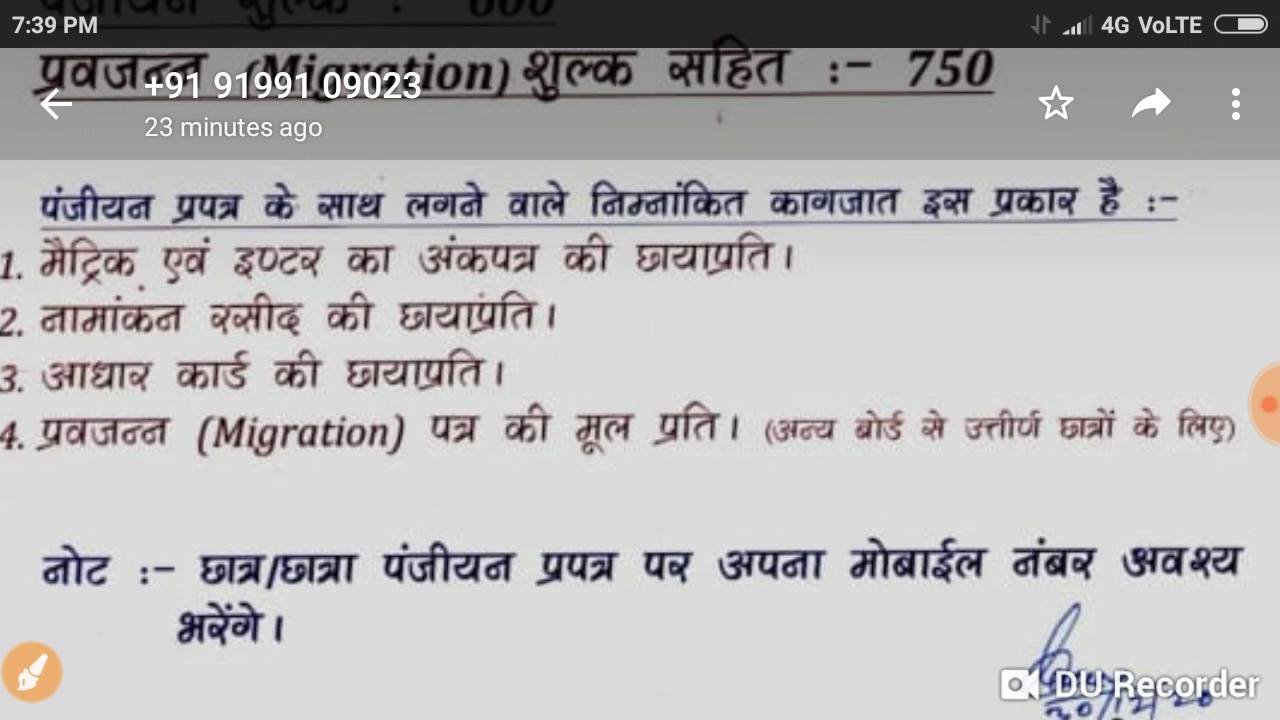 7:39 PM
4G VoLTE
पंजीयन शुल्क : 600
प्रवजन्न (Migration) शुल्क सहित :- 750
+91 91991 09023
23 minutes ago
पंजीयन प्रपत्र के साथ लगने वाले निम्नांकित कागजात इस प्रकार है :-
1. मैट्रिक एवं इण्टर का अंकपत्र की छायाप्रति।
2. नामांकन रसीद की छायाप्रति।
3. आधार कार्ड की छायाप्रति।
4. प्रवजन्न (Migration) पत्र की मूल प्रति। (अन्य बोर्ड से उत्तीर्ण छात्रों के लिए)
नोट :- छात्र/छात्रा पंजीयन प्रपत्र पर अपना मोबाईल नंबर अवश्य
भरेंगे।
DU Recorder